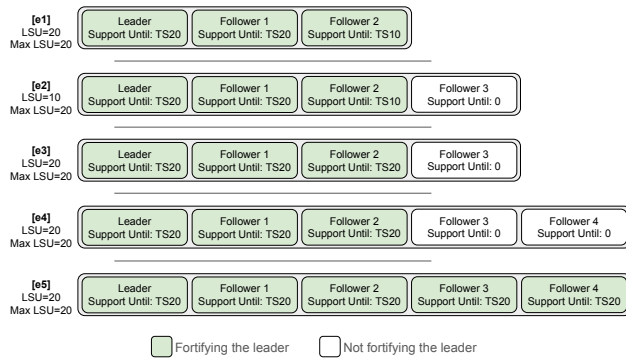 [e1]
LSU=20
Max LSU=20
Leader
Support Until: TS20
Follower 1
Support Until: TS20
Follower 2
Support Until: TS10
[e2]
LSU=10
Max LSU=20
Leader
Support Until: TS20
Follower 1
Support Until: TS20
Follower 2
Support Until: TS10
Follower 3
Support Until: 0
[e3]
LSU=20
Max LSU=20
Leader
Support Until: TS20
Follower 1
Support Until: TS20
Follower 2
Support Until: TS20
Follower 3
Support Until: 0
[e4]
LSU=20
Max LSU=20
Leader
Support Until: TS20
Follower 1
Support Until: TS20
Follower 2
Support Until: TS20
Follower 3
Support Until: 0
Follower 4
Support Until: 0
[e5]
LSU=20
Max LSU=20
Leader
Support Until: TS20
Follower 1
Support Until: TS20
Follower 2
Support Until: TS20
Follower 3
Support Until: TS20
Follower 4
Support Until: TS20
Fortifying the leader
Not fortifying the leader